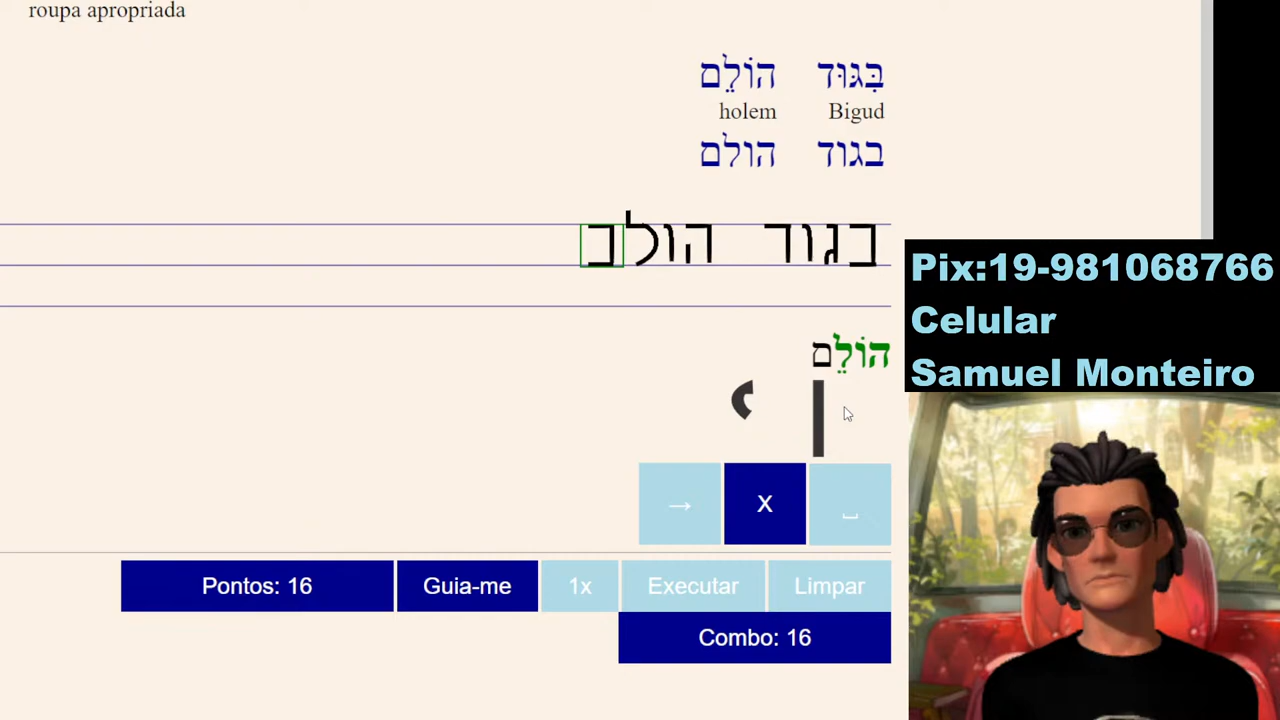 roupa apropriada
בִּגּוּד הוֹלֵם
Bigud holem
בגוד הולם
בגוד הולב
הוֹלֵם
→ X ⎵
Pontos: 16 Guia-me 1x Executar Limpar
Combo: 16
Pix:19-981068766
Celular
Samuel Monteiro